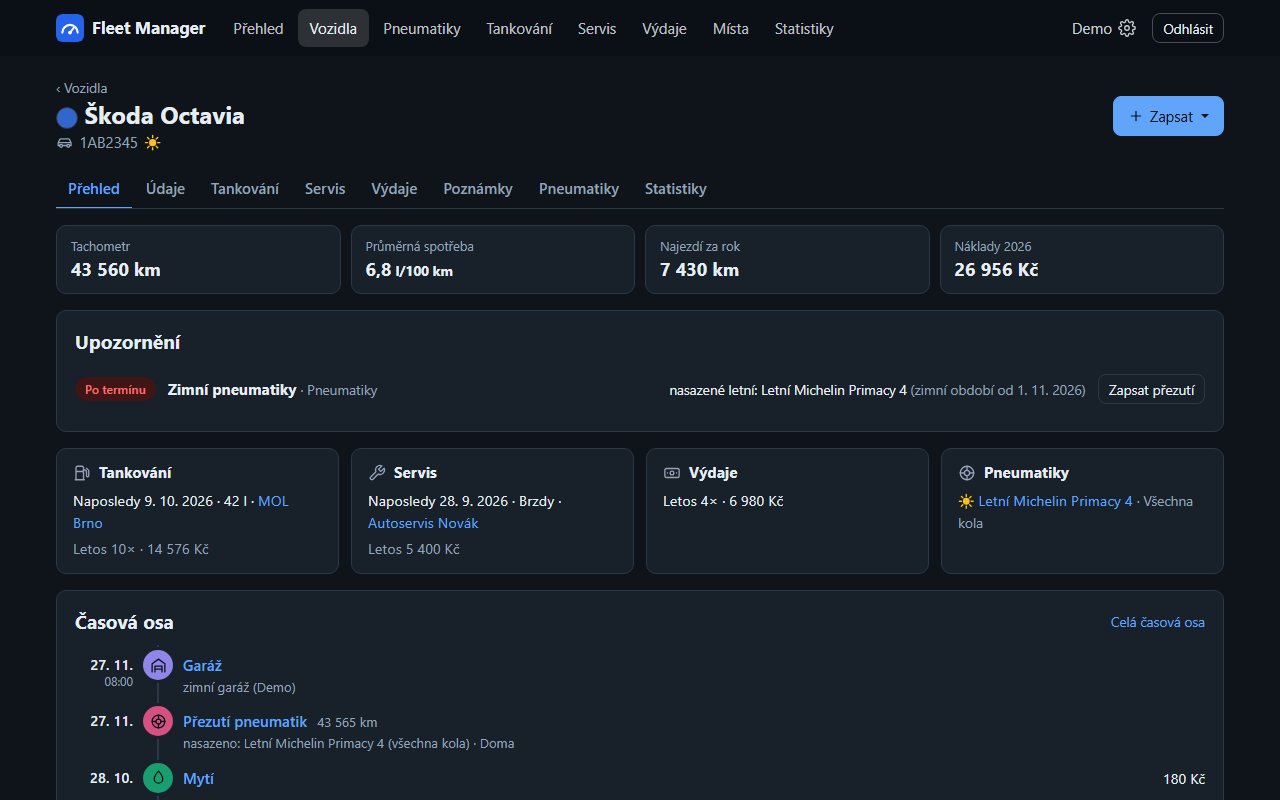 Fleet Manager Přehled Vozidla Pneumatiky Tankování Servis Výdaje Místa Statistiky Demo Odhlásit
‹ Vozidla
Škoda Octavia
1AB2345
+ Zapsat
Přehled Údaje Tankování Servis Výdaje Poznámky Pneumatiky Statistiky
Tachometr
43 560 km
Průměrná spotřeba
6,8 l/100 km
Najezdí za rok
7 430 km
Náklady 2026
26 956 Kč
Upozornění
Po termínu Zimní pneumatiky · Pneumatiky nasazené letní: Letní Michelin Primacy 4 (zimní období od 1. 11. 2026) Zapsat přezutí
Tankování
Naposledy 9. 10. 2026 · 42 l · MOL
Brno
Letos 10× · 14 576 Kč
Servis
Naposledy 28. 9. 2026 · Brzdy ·
Autoservis Novák
Letos 5 400 Kč
Výdaje
Letos 4× · 6 980 Kč
Pneumatiky
Letní Michelin Primacy 4 · Všechna
kola
Časová osa Celá časová osa
27. 11. Garáž
08:00 zimní garáž (Demo)
27. 11. Přezutí pneumatik 43 565 km
nasazeno: Letní Michelin Primacy 4 (všechna kola) · Doma
28. 10. Mytí 180 Kč